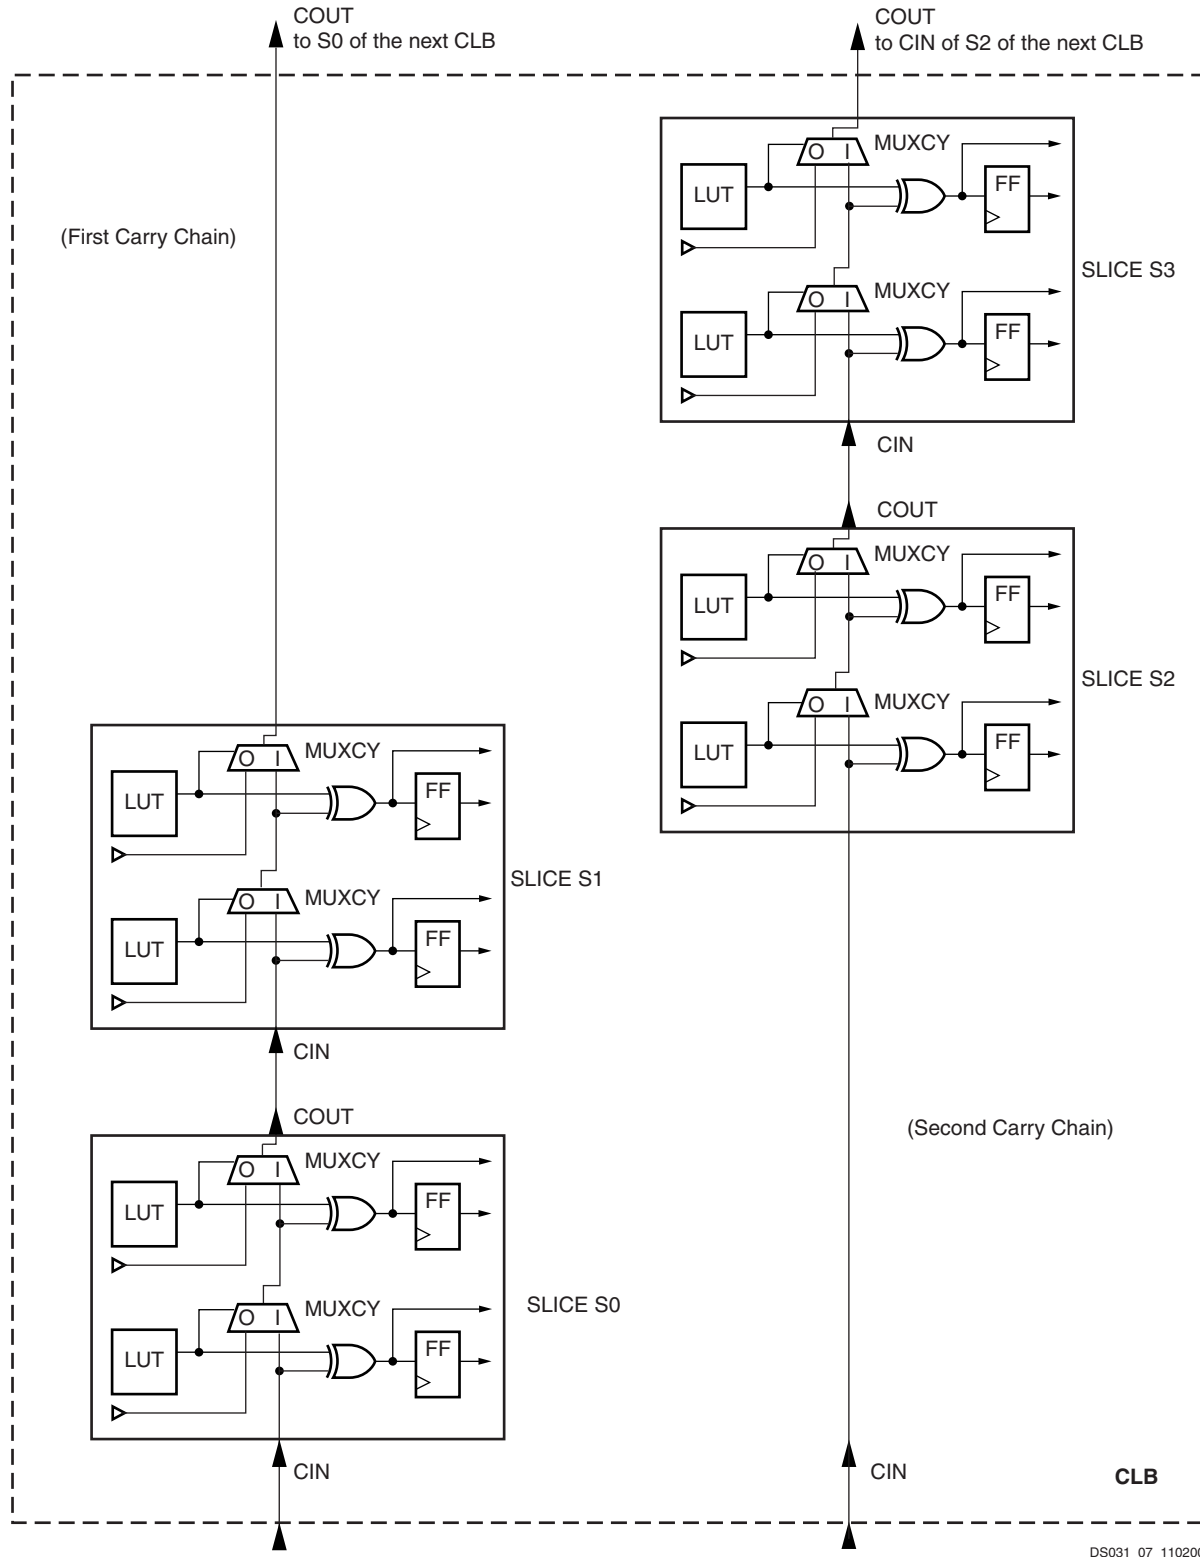 COUT
to S0 of the next CLB
COUT
to CIN of S2 of the next CLB
(First Carry Chain)
O I
MUXCY
LUT
FF
SLICE S3
O I
MUXCY
LUT
FF
CIN
COUT
O I
MUXCY
LUT
FF
SLICE S2
O I
MUXCY
LUT
FF
O I
MUXCY
LUT
FF
SLICE S1
O I
MUXCY
LUT
FF
CIN
COUT
(Second Carry Chain)
O I
MUXCY
LUT
FF
SLICE S0
O I
MUXCY
LUT
FF
CIN
CIN
CLB